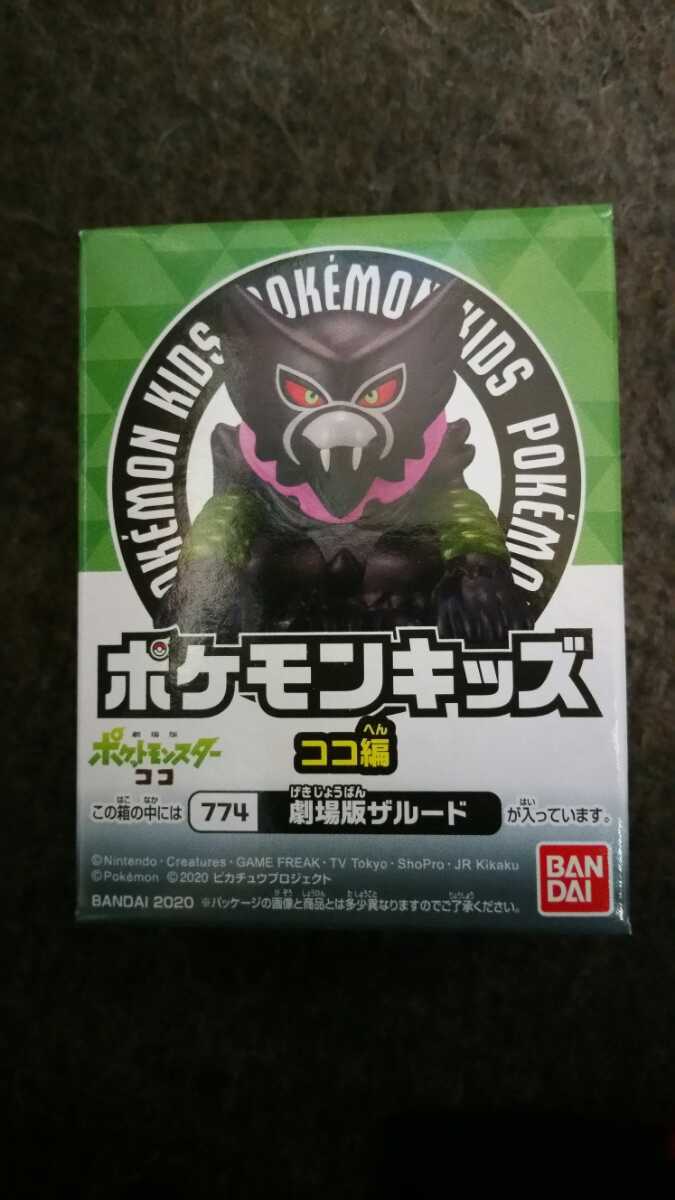 POKÉMON KIDS POKÉMON KIDS POKÉMO
ポケモンキッズ
劇場版
ポケットモンスター
ココ
へん
ココ編
はこ なか
この箱の中には
774
げきじょうばん
劇場版ザルード
はい
が入っています。
©Nintendo・Creatures・GAME FREAK・TV Tokyo・ShoPro・JR Kikaku
©Pokémon ©2020 ピカチュウプロジェクト
BANDAI 2020 ※パッケージの画像と商品とは多少異なりますのでご了承ください。
BAN
DAI